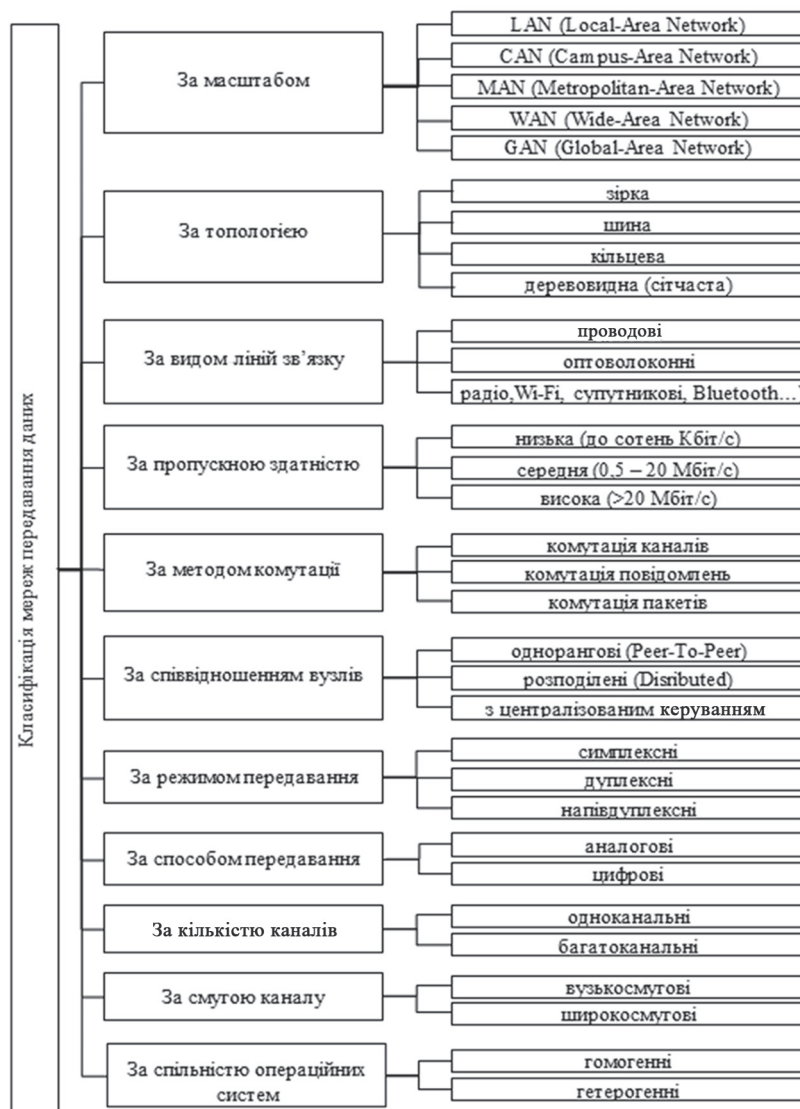 Класифікація мереж передавання даних
За масштабом
LAN (Local-Area Network)
CAN (Campus-Area Network)
MAN (Metropolitan-Area Network)
WAN (Wide-Area Network)
GAN (Global-Area Network)
За топологією
зірка
шина
кільцева
деревовидна (сітчаста)
За видом ліній зв’язку
проводові
оптоволоконні
радіо,Wi-Fi, супутникові, Bluetooth...
За пропускною здатністю
низька (до сотень Кбіт/с)
середня (0,5 – 20 Мбіт/с)
висока (>20 Мбіт/с)
За методом комутації
комутація каналів
комутація повідомлень
комутація пакетів
За співвідношенням вузлів
однорангові (Peer-To-Peer)
розподілені (Disributed)
з централізованим керуванням
За режимом передавання
симплексні
дуплексні
напівдуплексні
За способом передавання
аналогові
цифрові
За кількістю каналів
одноканальні
багатоканальні
За смугою каналу
вузькосмугові
широкосмугові
За спільністю операційних
систем
гомогенні
гетерогенні